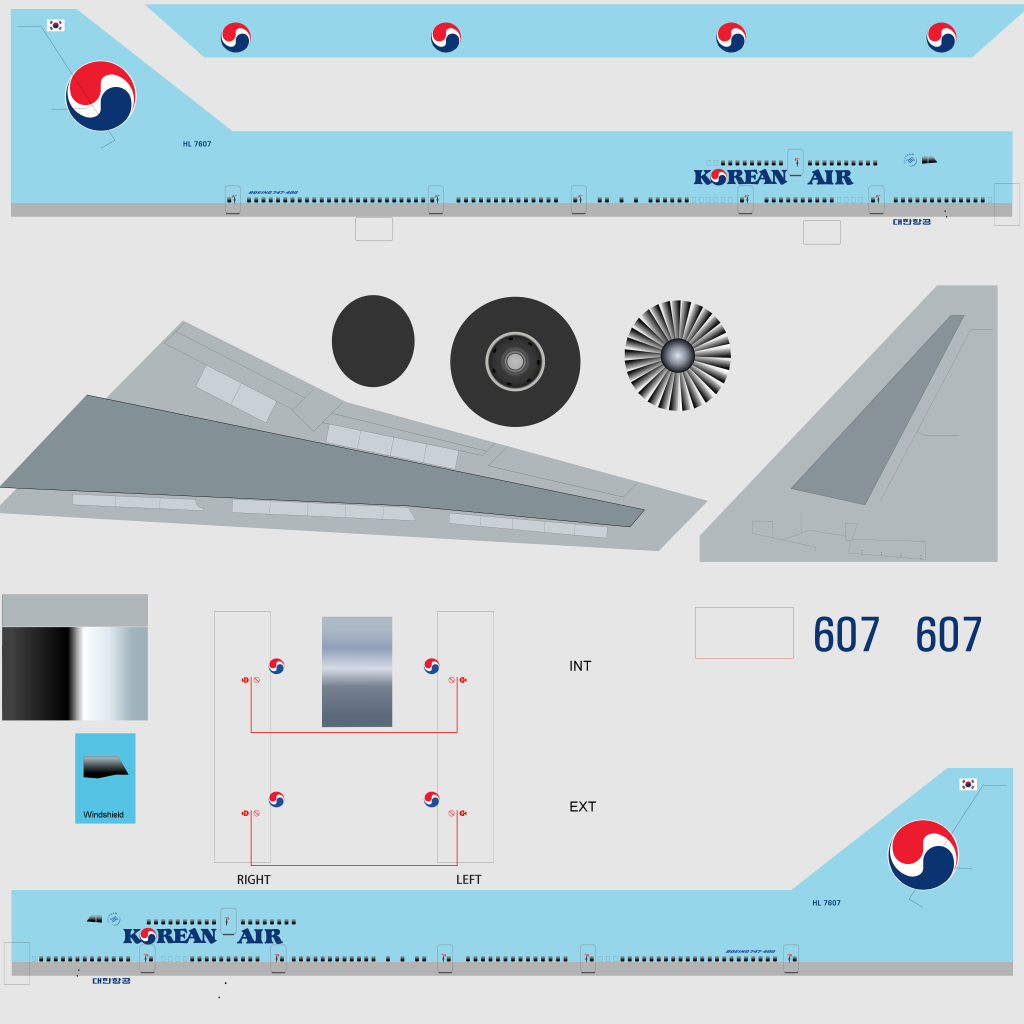 HL 7607
KOREAN AIR
BOEING 747-400
대한항공
607 607
INT
Windshield
EXT
RIGHT LEFT
HL 7607
KOREAN AIR
BOEING 747-400
대한항공